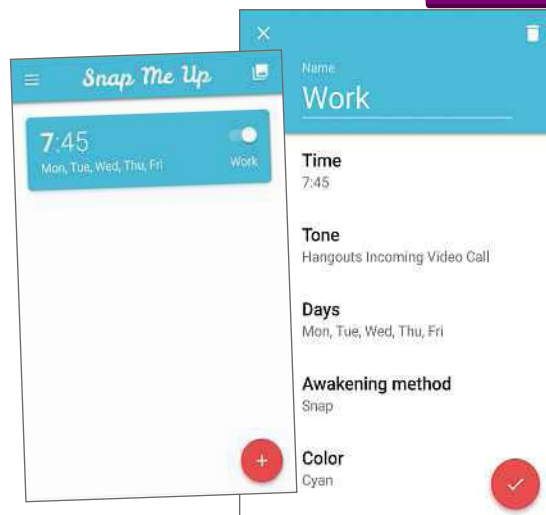 Snap Me Up
7:45
Mon, Tue, Wed, Thu, Fri
Work
Name
Work
Time
7:45
Tone
Hangouts Incoming Video Call
Days
Mon, Tue, Wed, Thu, Fri
Awakening method
Snap
Color
Cyan